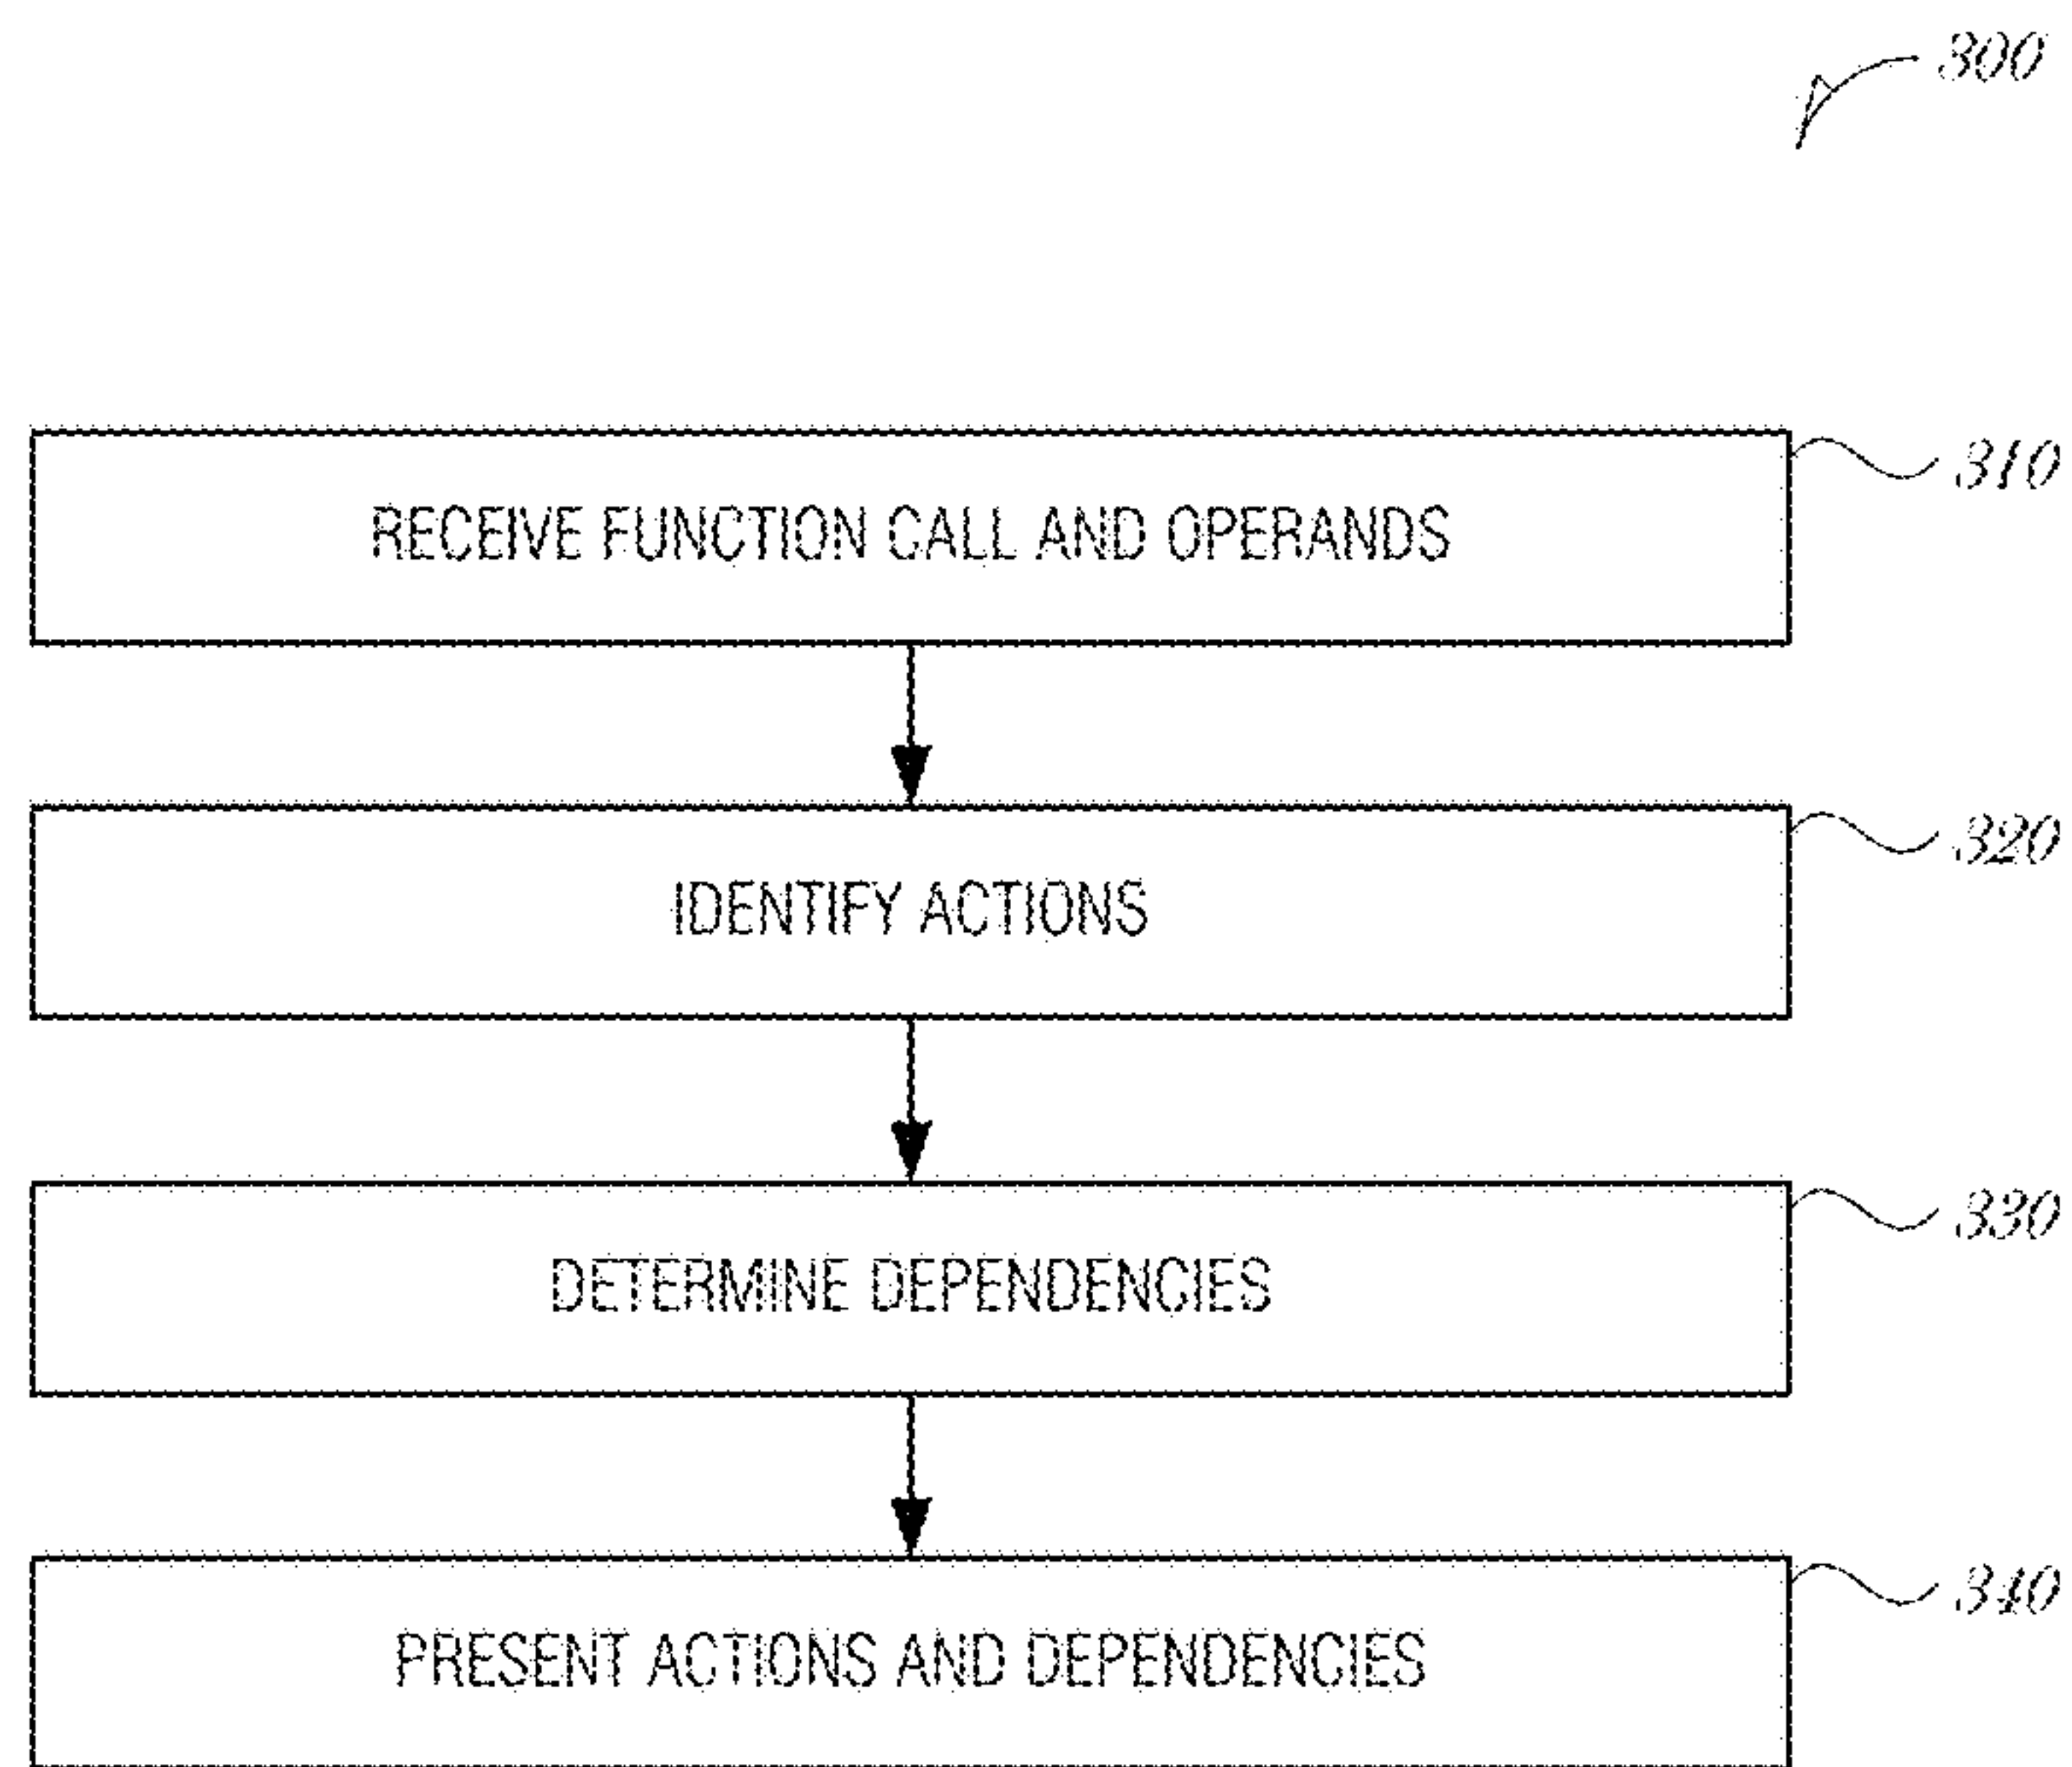 300
RECEIVE FUNCTION CALL AND OPERANDS
310
IDENTIFY ACTIONS
320
DETERMINE DEPENDENCIES
330
PRESENT ACTIONS AND DEPENDENCIES
340